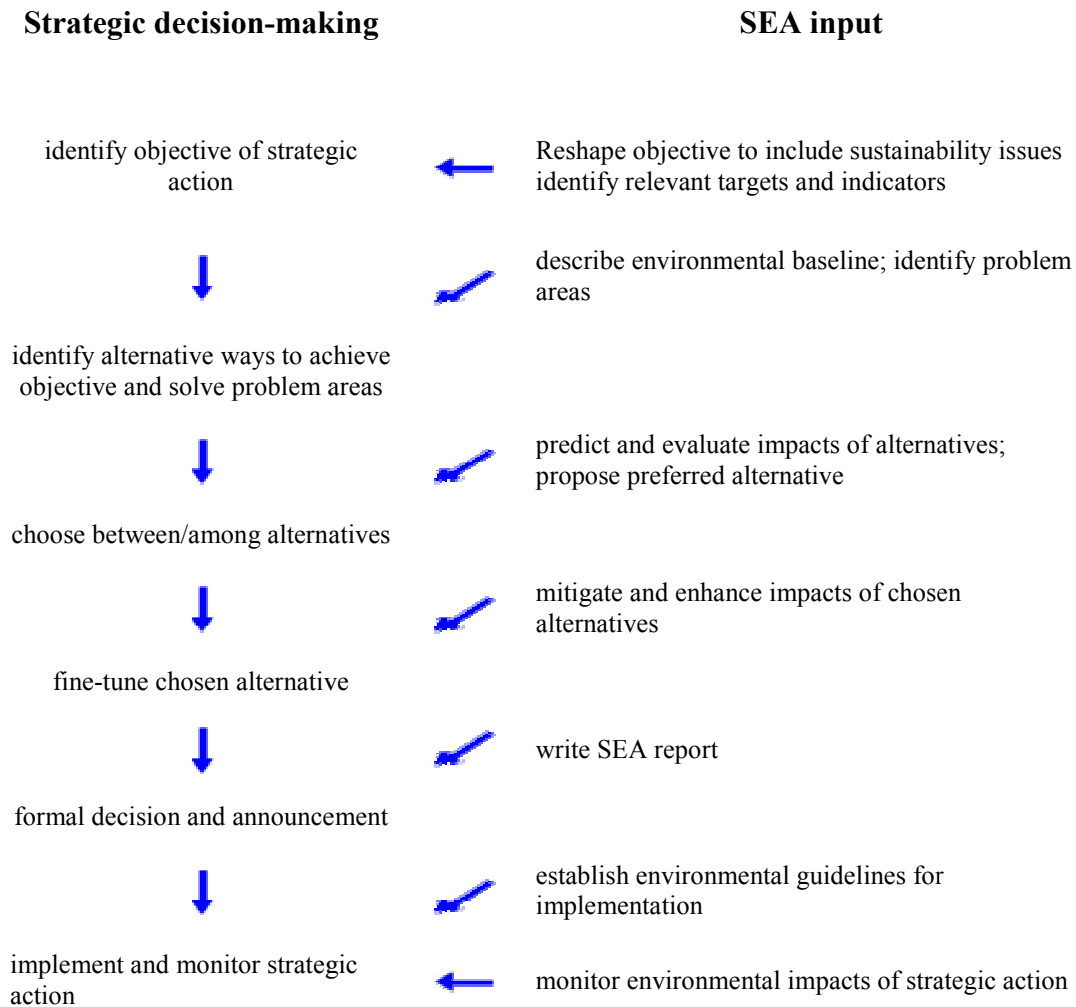 Strategic decision-making
SEA input
identify objective of strategic
action
Reshape objective to include sustainability issues
identify relevant targets and indicators
describe environmental baseline; identify problem
areas
identify alternative ways to achieve
objective and solve problem areas
predict and evaluate impacts of alternatives;
propose preferred alternative
choose between/among alternatives
mitigate and enhance impacts of chosen
alternatives
fine-tune chosen alternative
write SEA report
formal decision and announcement
establish environmental guidelines for
implementation
implement and monitor strategic
action
monitor environmental impacts of strategic action